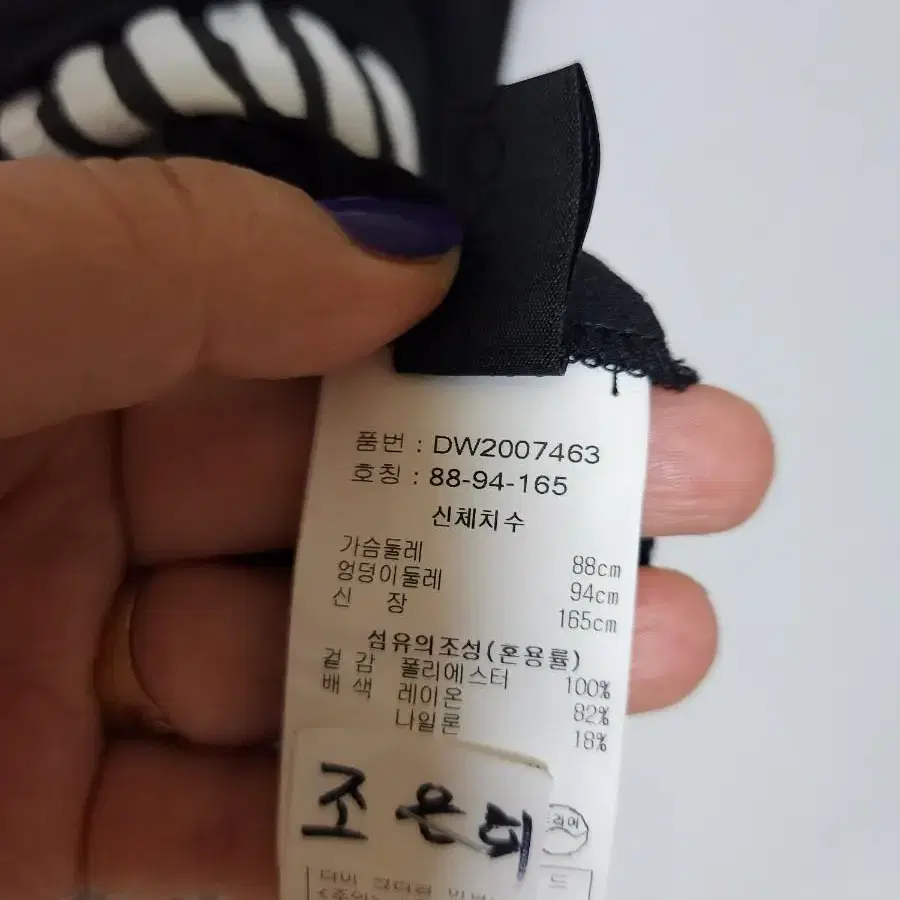 품번 : DW2007463
호칭 : 88-94-165
신체치수
가슴둘레 88cm
엉덩이둘레 94cm
신 장 165cm
섬유의조성(혼용률)
겉 감 폴리에스터 100%
배 색 레이온 82%
나일론 18%
조은